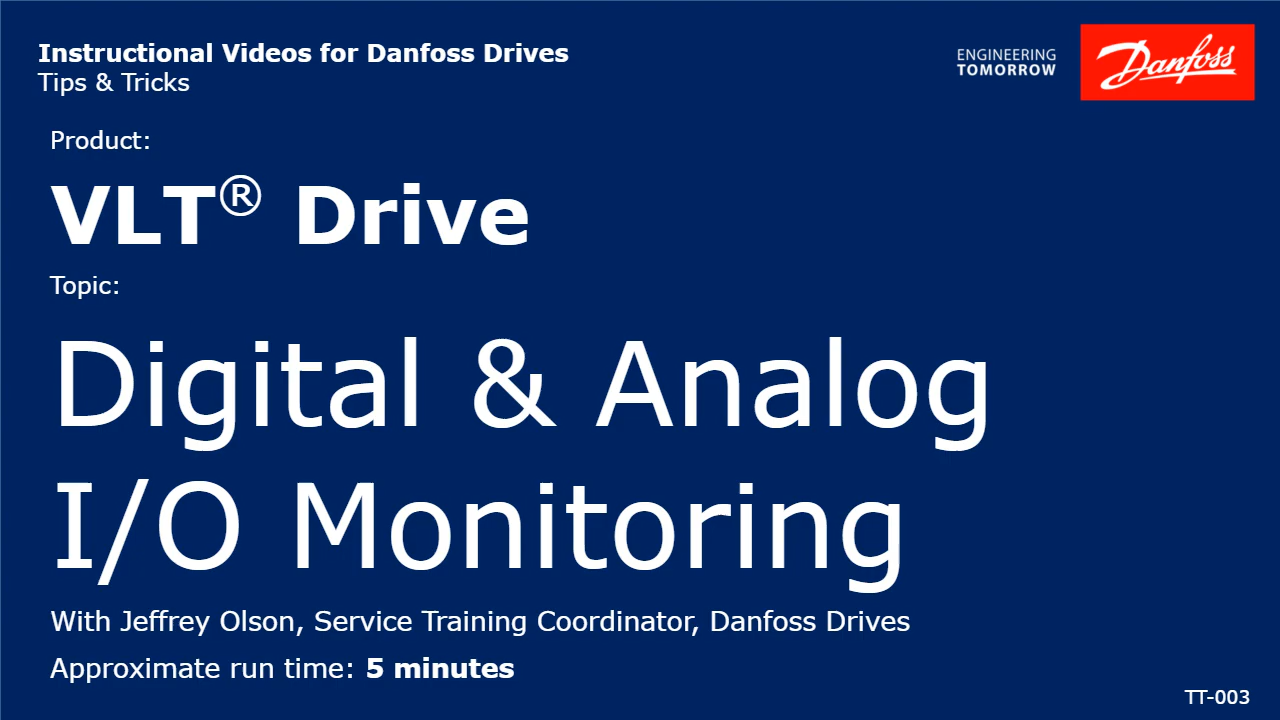 Instructional Videos for Danfoss Drives
Tips & Tricks
ENGINEERING
TOMORROW
Danfoss
Product:
VLT® Drive
Topic:
Digital & Analog
I/O Monitoring
With Jeffrey Olson, Service Training Coordinator, Danfoss Drives
Approximate run time: 5 minutes
TT-003